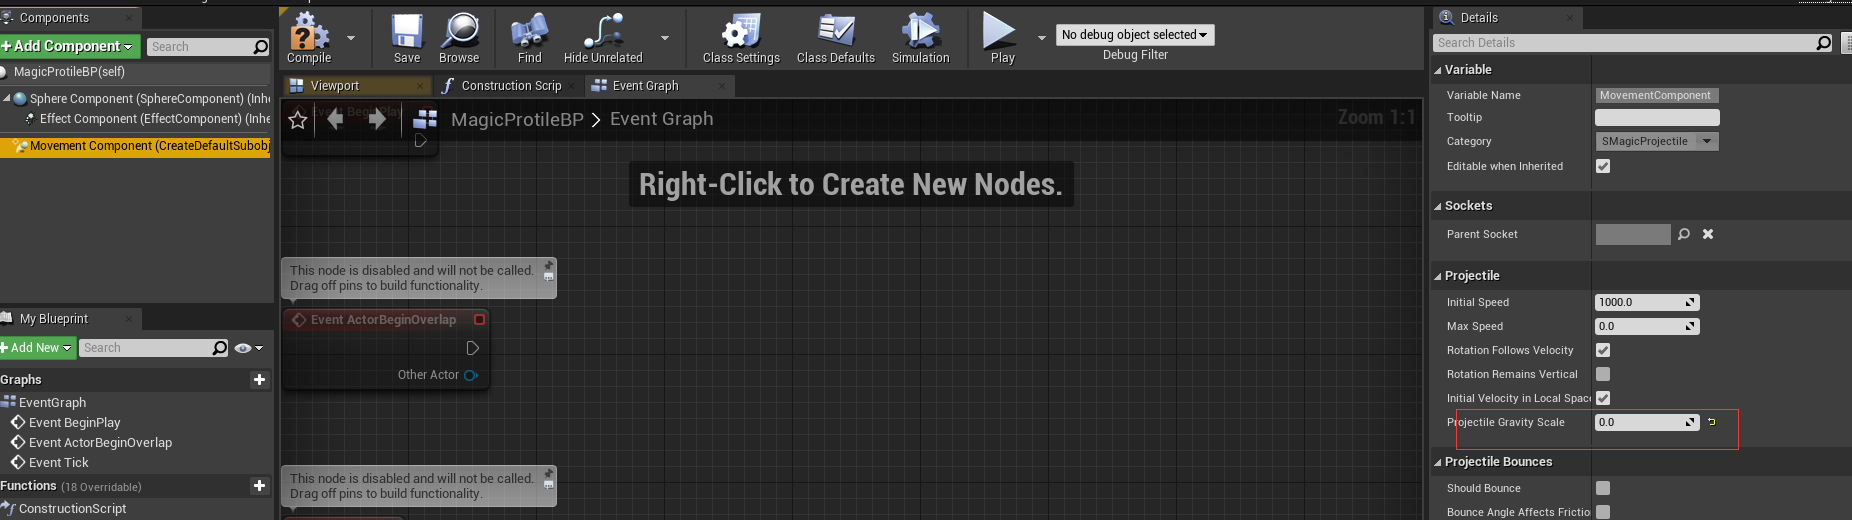 Components
Add Component
Search
MagicProtileBP(self)
Sphere Component (SphereComponent) (Inhe
Effect Component (EffectComponent) (Inhe
Movement Component (CreateDefaultSubobj
My Blueprint
Add New
Search
Graphs
EventGraph
Event BeginPlay
Event ActorBeginOverlap
Event Tick
Functions (18 Overridable)
ConstructionScript
Compile
Save
Browse
Find
Hide Unrelated
Class Settings
Class Defaults
Simulation
Play
No debug object selected
Debug Filter
Viewport
Construction Scrip
Event Graph
Event BeginPlay
MagicProtileBP > Event Graph
Zoom 1:1
Right-Click to Create New Nodes.
This node is disabled and will not be called.
Drag off pins to build functionality.
Event ActorBeginOverlap
Other Actor
This node is disabled and will not be called.
Drag off pins to build functionality.
Details
Search Details
Variable
Variable Name MovementComponent
Tooltip
Category SMagicProjectile
Editable when Inherited
Sockets
Parent Socket
Projectile
Initial Speed 1000.0
Max Speed 0.0
Rotation Follows Velocity
Rotation Remains Vertical
Initial Velocity in Local Space
Projectile Gravity Scale 0.0
Projectile Bounces
Should Bounce
Bounce Angle Affects Frictio